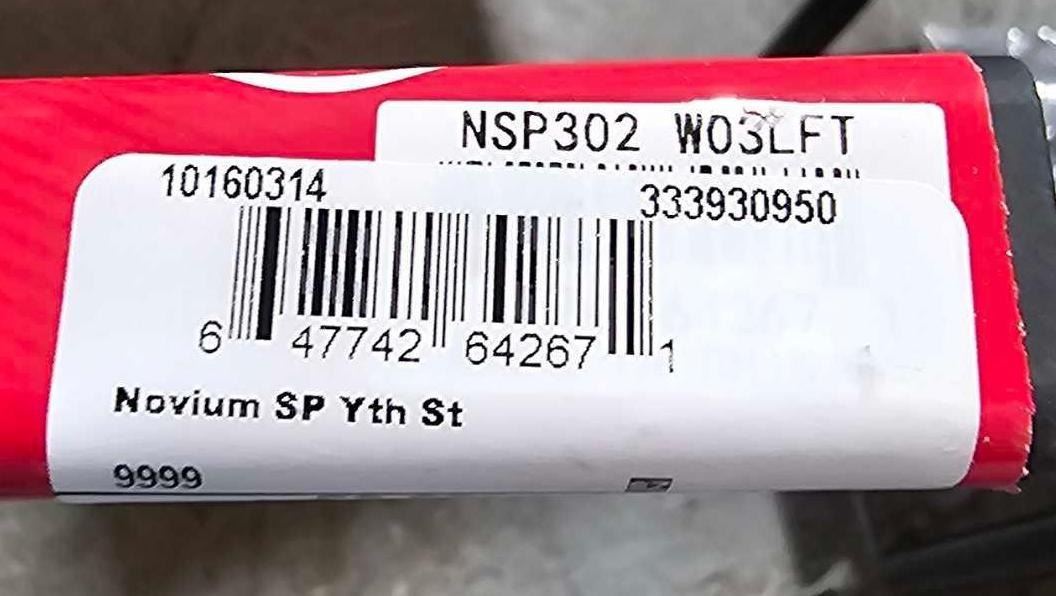 NSP302 W03LFT
10160314 333930950
6 47742 64267 1
Novium SP Yth St
9999